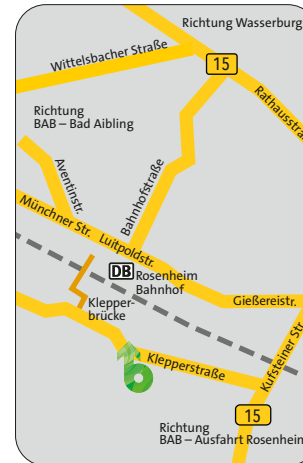 Richtung Wasserburg
Wittelsbacher Straße
15
Rathausstraße
Richtung
BAB – Bad Aibling
Aventinstr.
Bahnhofstraße
Münchner Str.
Luitpoldstr.
DB
Rosenheim
Bahnhof
Klepper-
brücke
Gießereistr.
Klepperstraße
Kufsteiner Str.
15
Richtung
BAB – Ausfahrt Rosenheim